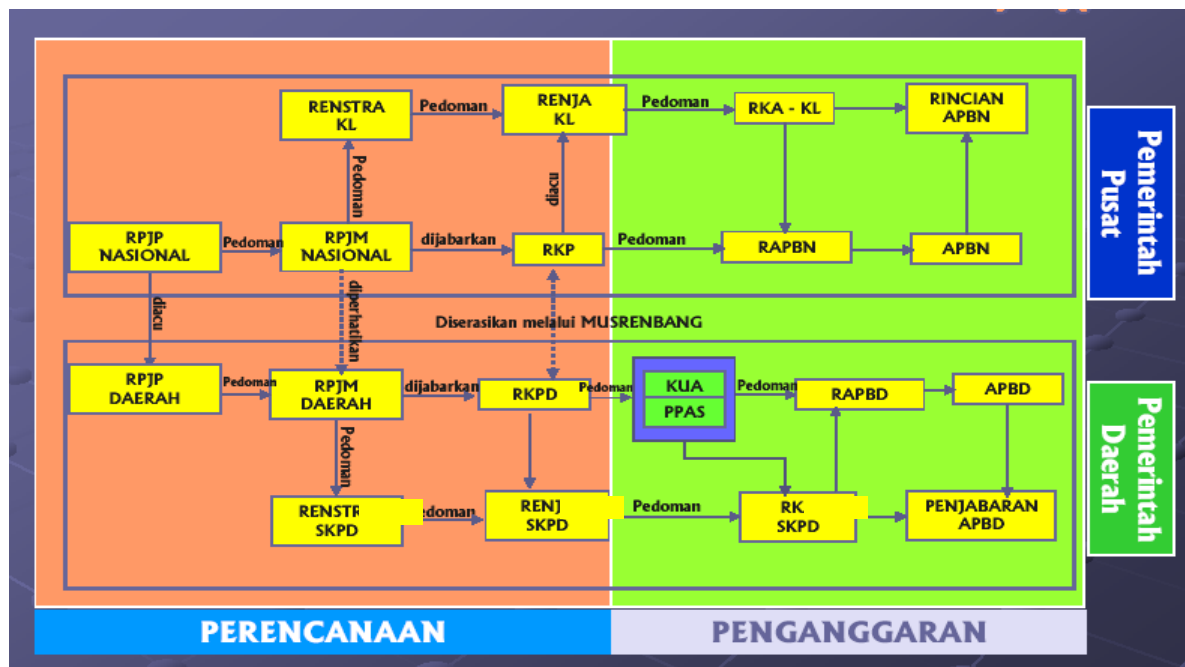 RENSTRA
KL
Pedoman
RENJA
KL
Pedoman
RKA - KL
RINCIAN
APBN
Pedoman
diacu
RPJP
NASIONAL
Pedoman
RPJM
NASIONAL
dijabarkan
RKP
Pedoman
RAPBN
APBN
Pemerintah
Pusat
diacu
diperhatikan
Diserasikan melalui MUSRENBANG
RPJP
DAERAH
Pedoman
RPJM
DAERAH
dijabarkan
RKPD
Pedoman
KUA
PPAS
Pedoman
RAPBD
APBD
Pedoman
RENSTR
SKPD
edoman
RENJ
SKPD
Pedoman
RK
SKPD
PENJABARAN
APBD
Pemerintah
Daerah
PERENCANAAN
PENGANGGARAN